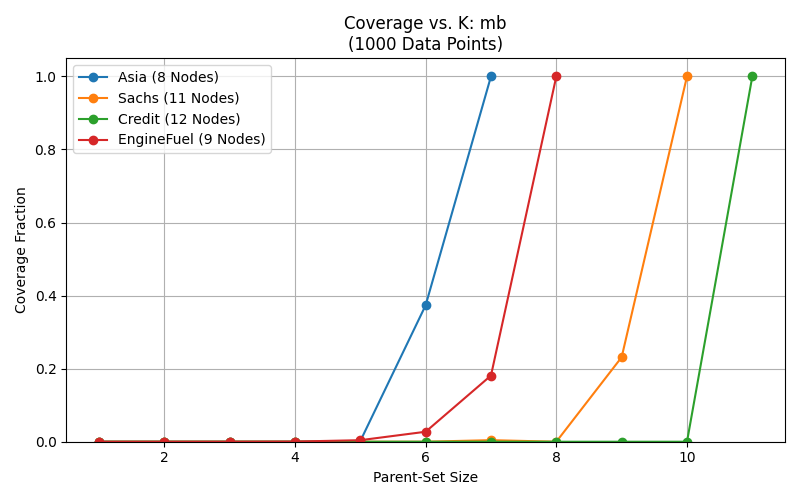 Coverage vs. K: mb
(1000 Data Points)
Asia (8 Nodes)
Sachs (11 Nodes)
Credit (12 Nodes)
EngineFuel (9 Nodes)
Coverage Fraction
1.0
0.8
0.6
0.4
0.2
0.0
2 4 6 8 10
Parent-Set Size